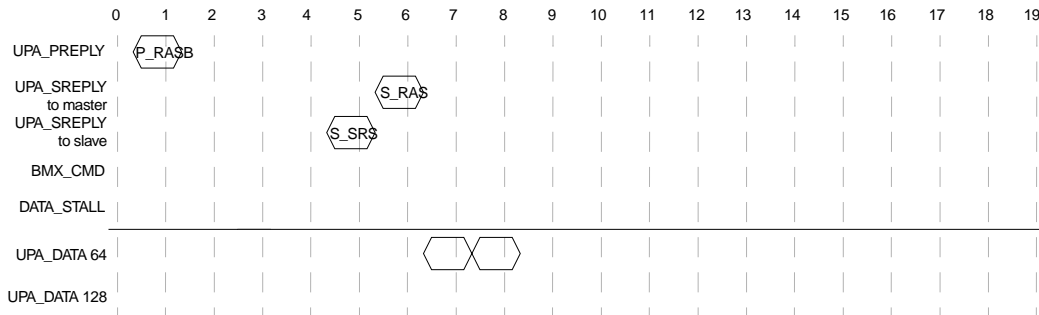 0 1 2 3 4 5 6 7 8 9 10 11 12 13 14 15 16 17 18 19
UPA_PREPLY P_RASB
UPA_SREPLY
to master S_RAS
UPA_SREPLY
to slave S_SRS
BMX_CMD
DATA_STALL
UPA_DATA 64
UPA_DATA 128